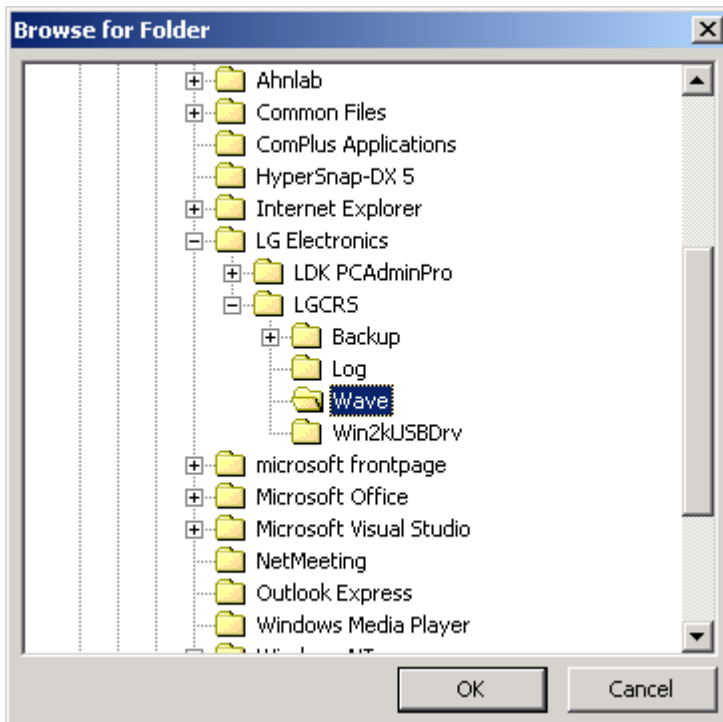 Browse for Folder
Ahnlab
Common Files
ComPlus Applications
HyperSnap-DX 5
Internet Explorer
LG Electronics
LDK PCAdminPro
LGCRS
Backup
Log
Wave
Win2kUSBDrv
microsoft frontpage
Microsoft Office
Microsoft Visual Studio
NetMeeting
Outlook Express
Windows Media Player
OK
Cancel